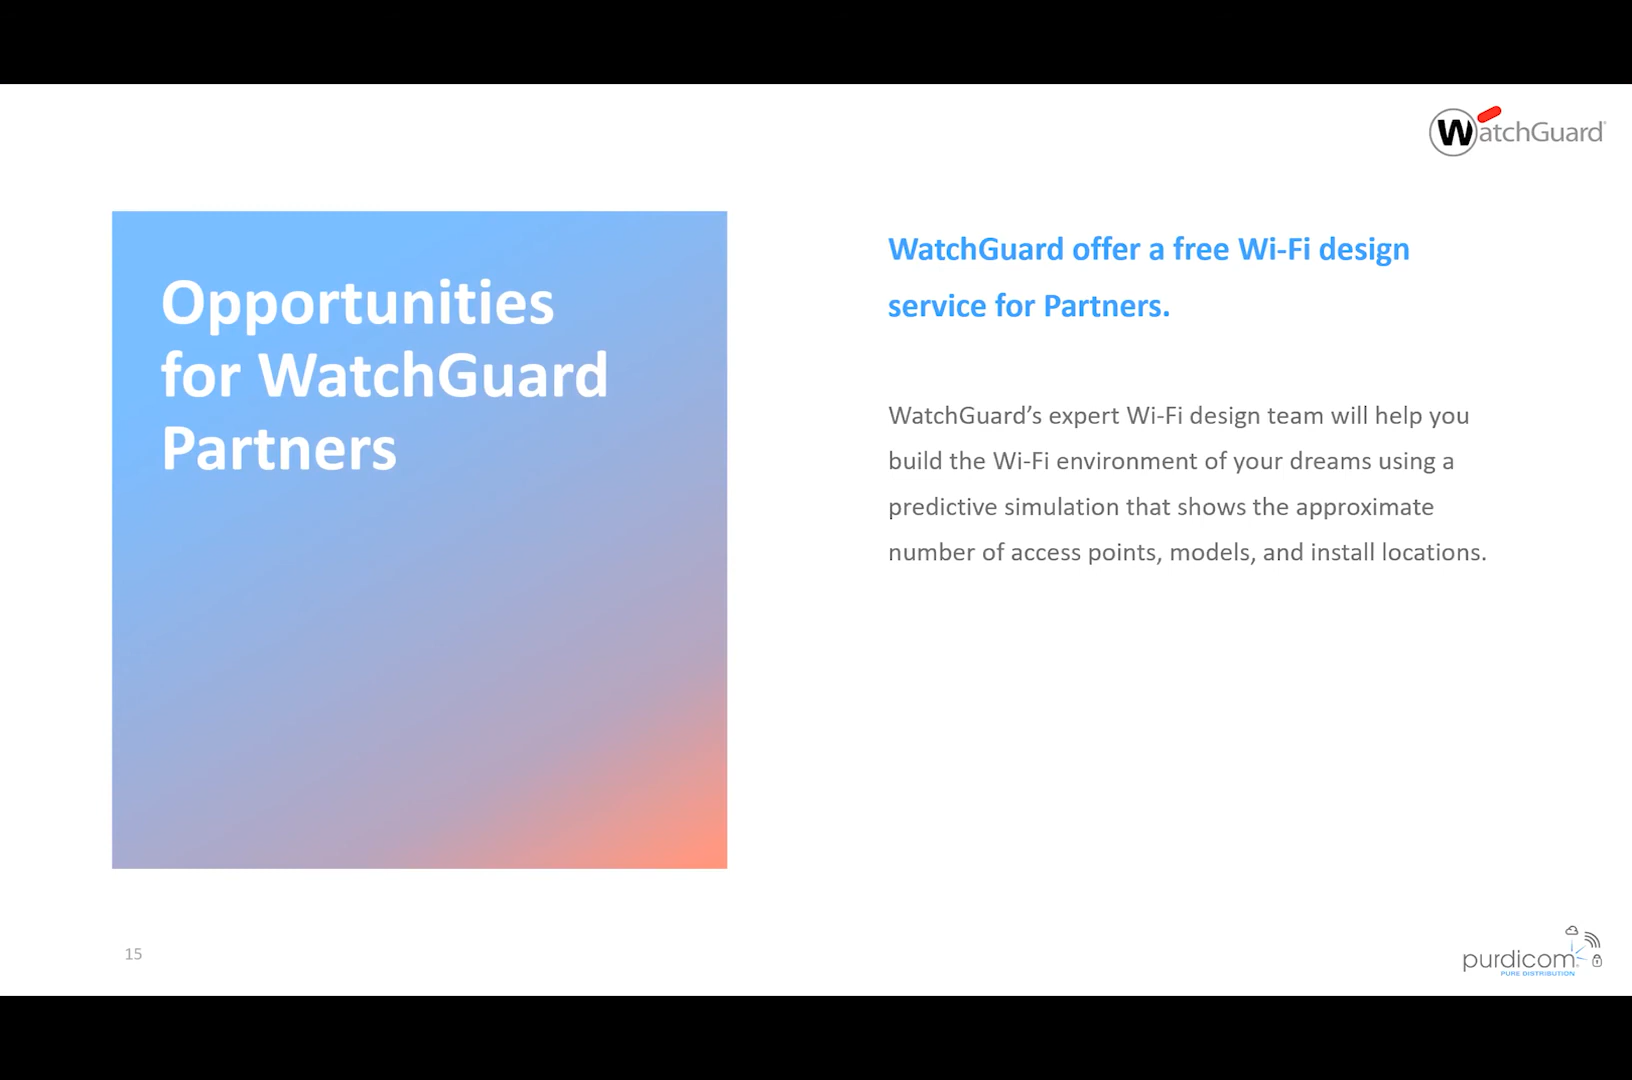 WatchGuard
Opportunities
for WatchGuard
Partners
WatchGuard offer a free Wi-Fi design
service for Partners.
WatchGuard’s expert Wi-Fi design team will help you
build the Wi-Fi environment of your dreams using a
predictive simulation that shows the approximate
number of access points, models, and install locations.
15
purdicom
PURE DISTRIBUTION